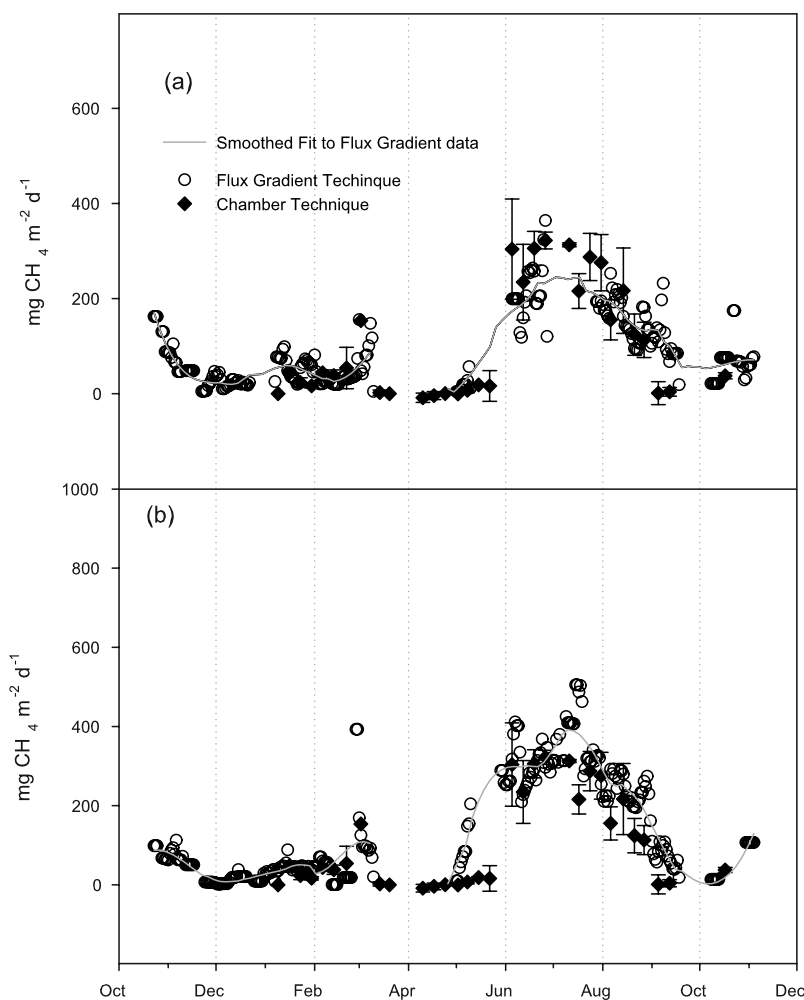 (a)
600
Smoothed Fit to Flux Gradient data
Flux Gradient Techinque
Chamber Technique
400
200
0
mg CH4 m-2 d-1
1000
(b)
800
600
400
200
0
mg CH4 m-2 d-1
Oct Dec Feb Apr Jun Aug Oct Dec